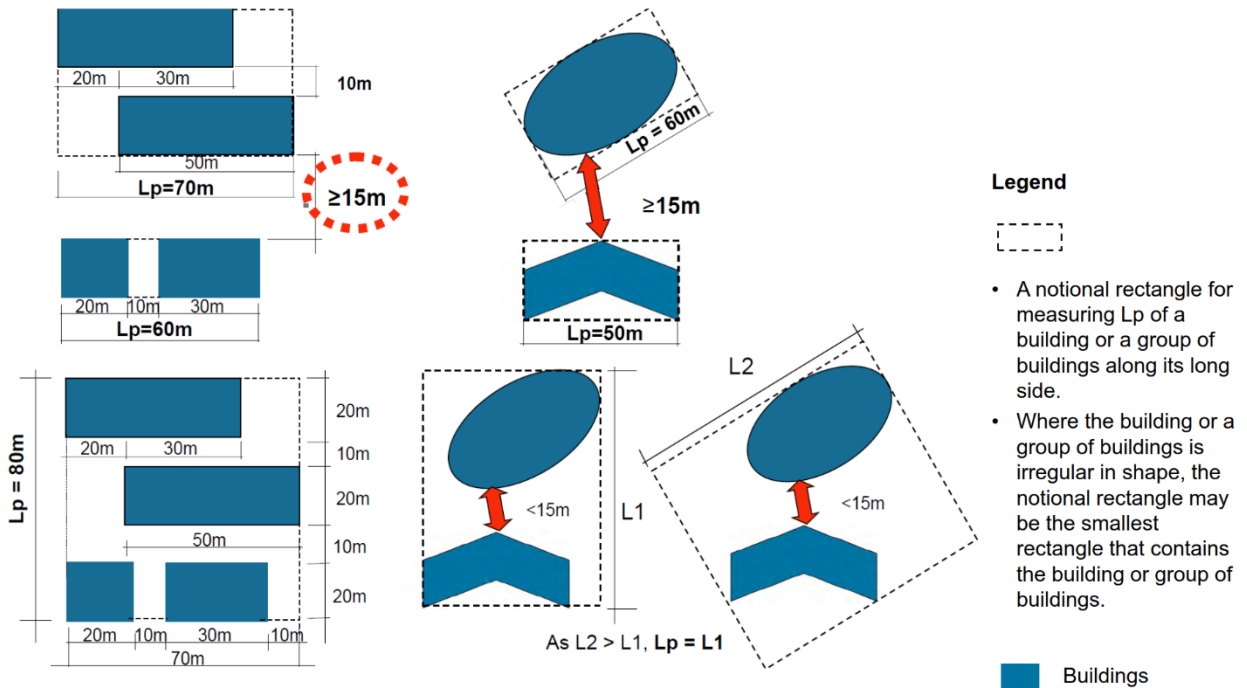 20m
30m
10m
50m
Lp=70m
≥15m
20m
10m
30m
Lp=60m
Lp = 60m
≥15m
Lp=50m
Lp = 80m
20m
30m
20m
10m
20m
50m
10m
20m
20m
10m
30m
10m
70m
<15m
L1
L2
<15m
As L2 > L1, Lp = L1
Legend
• A notional rectangle for
measuring Lp of a
building or a group of
buildings along its long
side.
• Where the building or a
group of buildings is
irregular in shape, the
notional rectangle may
be the smallest
rectangle that contains
the building or group of
buildings.
Buildings